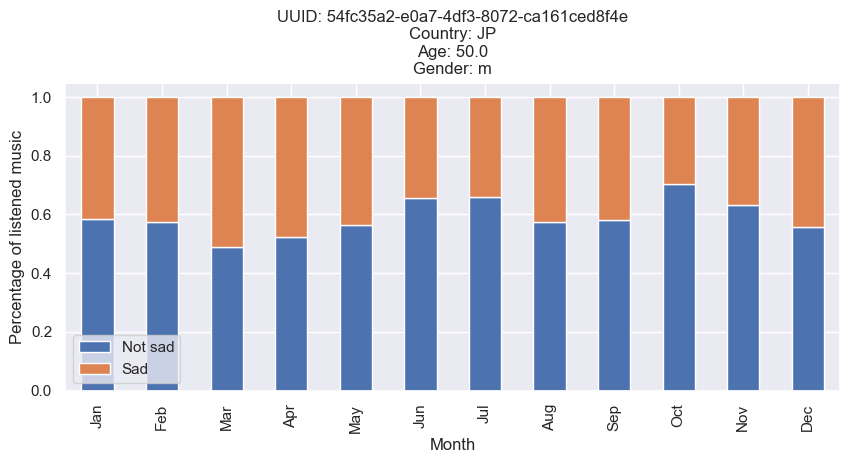 UUID: 54fc35a2-e0a7-4df3-8072-ca161ced8f4e
Country: JP
Age: 50.0
Gender: m
Percentage of listened music
1.0
0.8
0.6
0.4
0.2
0.0
Not sad
Sad
Jan Feb Mar Apr May Jun Jul Aug Sep Oct Nov Dec
Month